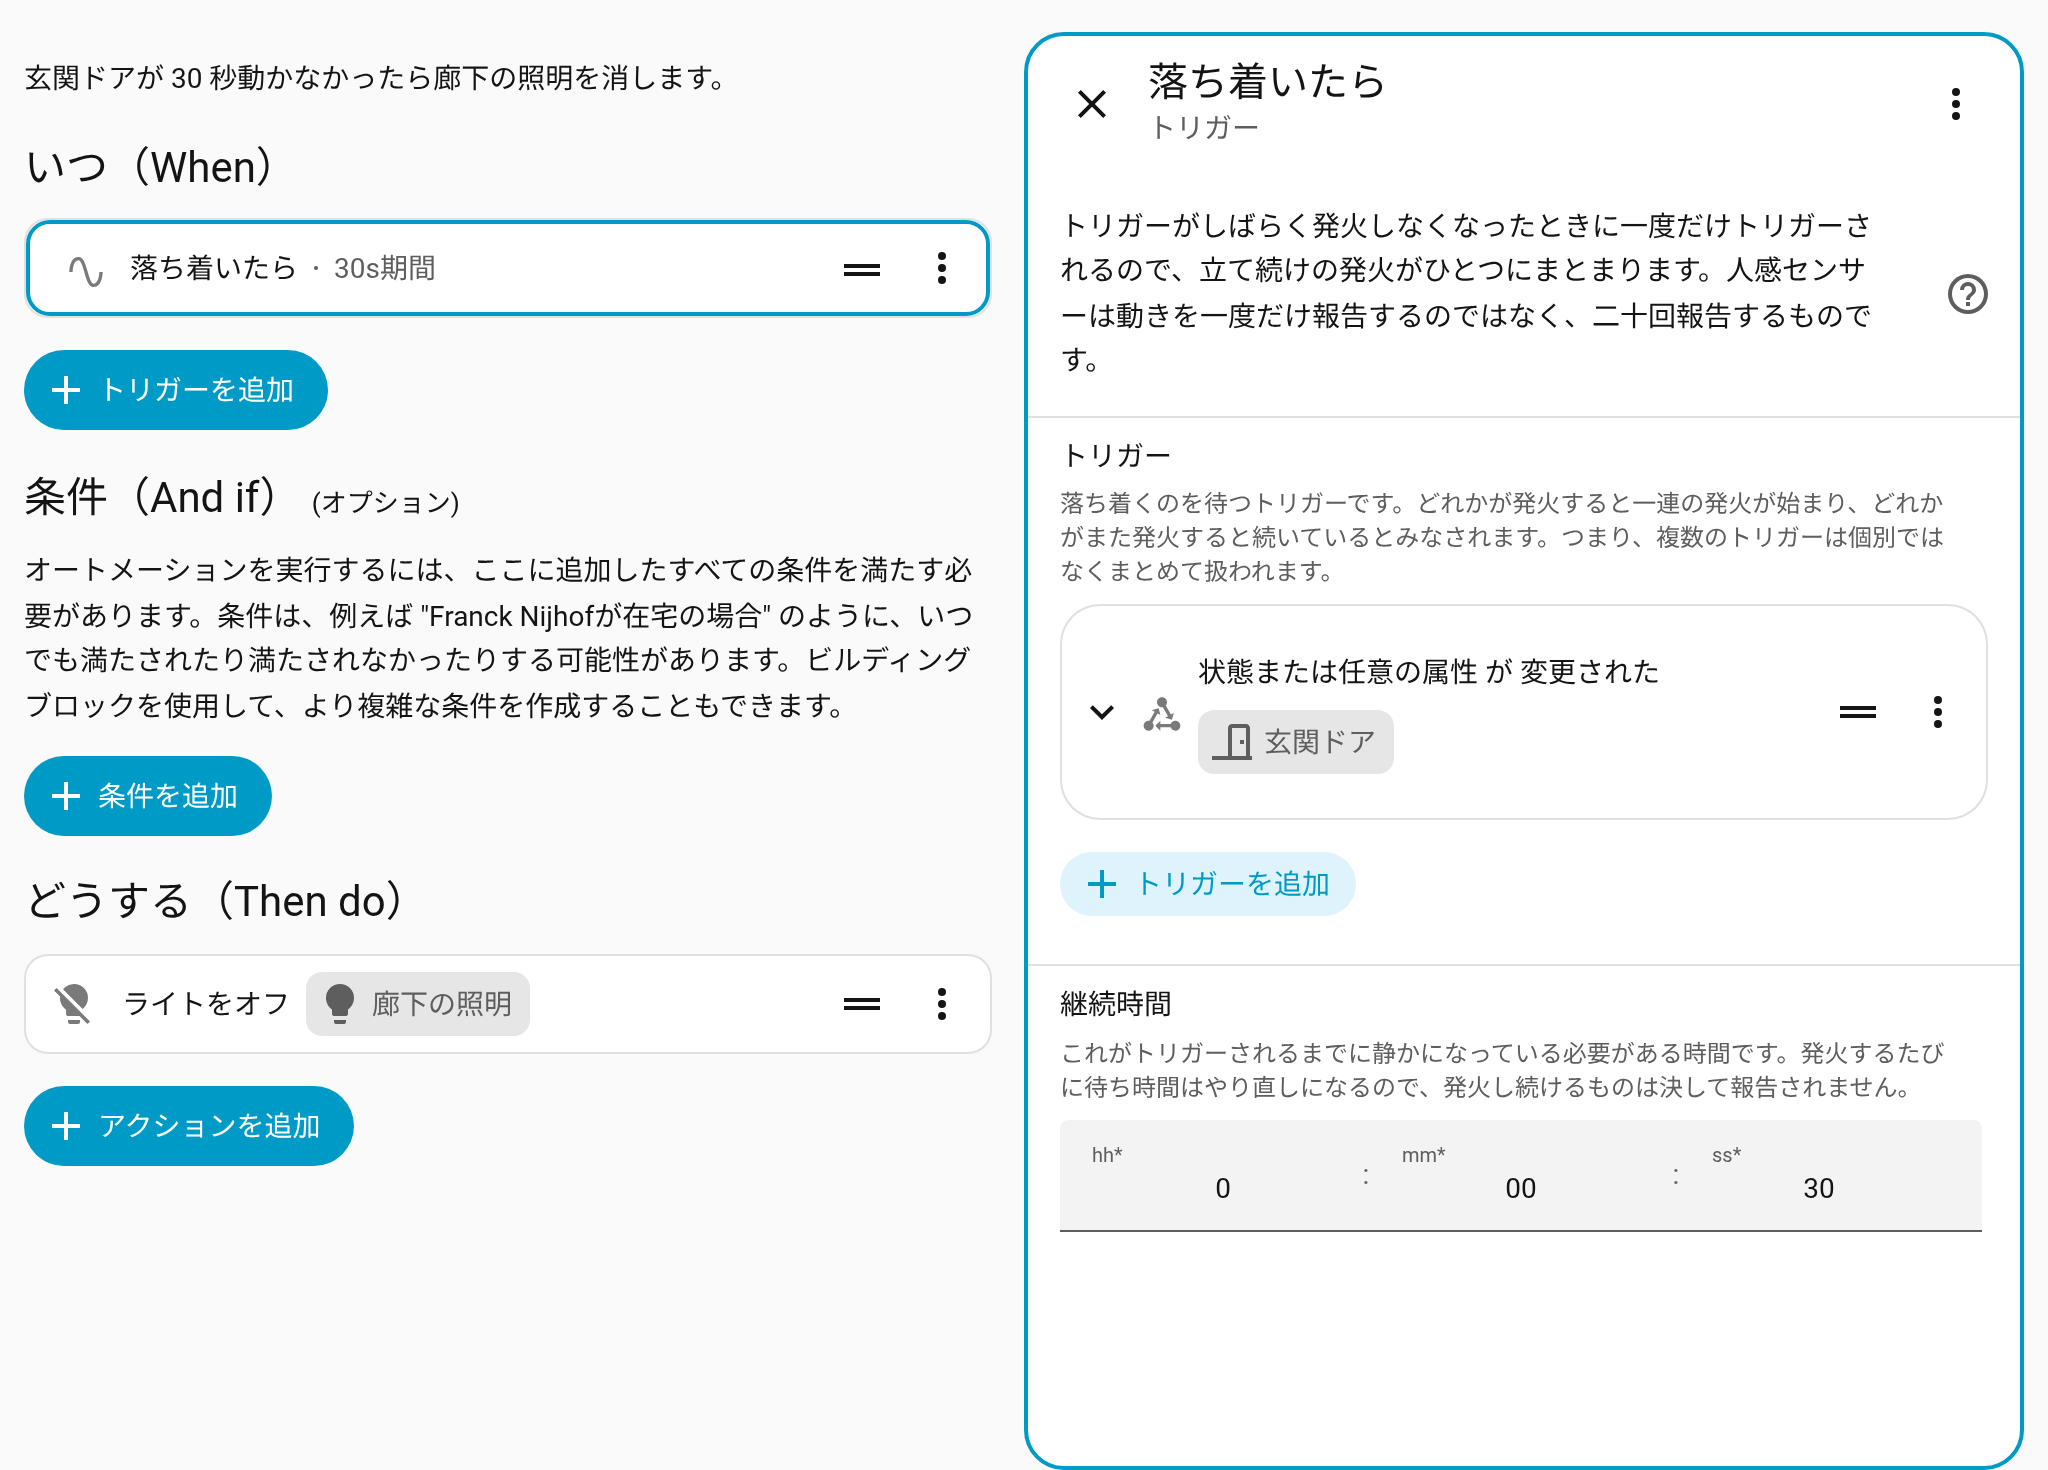 玄関ドアが 30 秒動かなかったら廊下の照明を消します。
いつ（When）
落ち着いたら · 30s期間
トリガーを追加
条件（And if） (オプション)
オートメーションを実行するには、ここに追加したすべての条件を満たす必
要があります。条件は、例えば "Franck Nijhofが在宅の場合" のように、いつ
でも満たされたり満たされなかったりする可能性があります。ビルディング
ブロックを使用して、より複雑な条件を作成することもできます。
条件を追加
どうする（Then do）
ライトをオフ 廊下の照明
アクションを追加
落ち着いたら
トリガー
トリガーがしばらく発火しなくなったときに一度だけトリガーさ
れるので、立て続けの発火がひとつにまとまります。人感センサ
ーは動きを一度だけ報告するのではなく、二十回報告するもので
す。
トリガー
落ち着くのを待つトリガーです。どれかが発火すると一連の発火が始まり、どれか
がまた発火すると続いているとみなされます。つまり、複数のトリガーは個別では
なくまとめて扱われます。
状態または任意の属性 が 変更された
玄関ドア
トリガーを追加
継続時間
これがトリガーされるまでに静かになっている必要がある時間です。発火するたび
に待ち時間はやり直しになるので、発火し続けるものは決して報告されません。
hh* mm* ss*
0 : 00 : 30